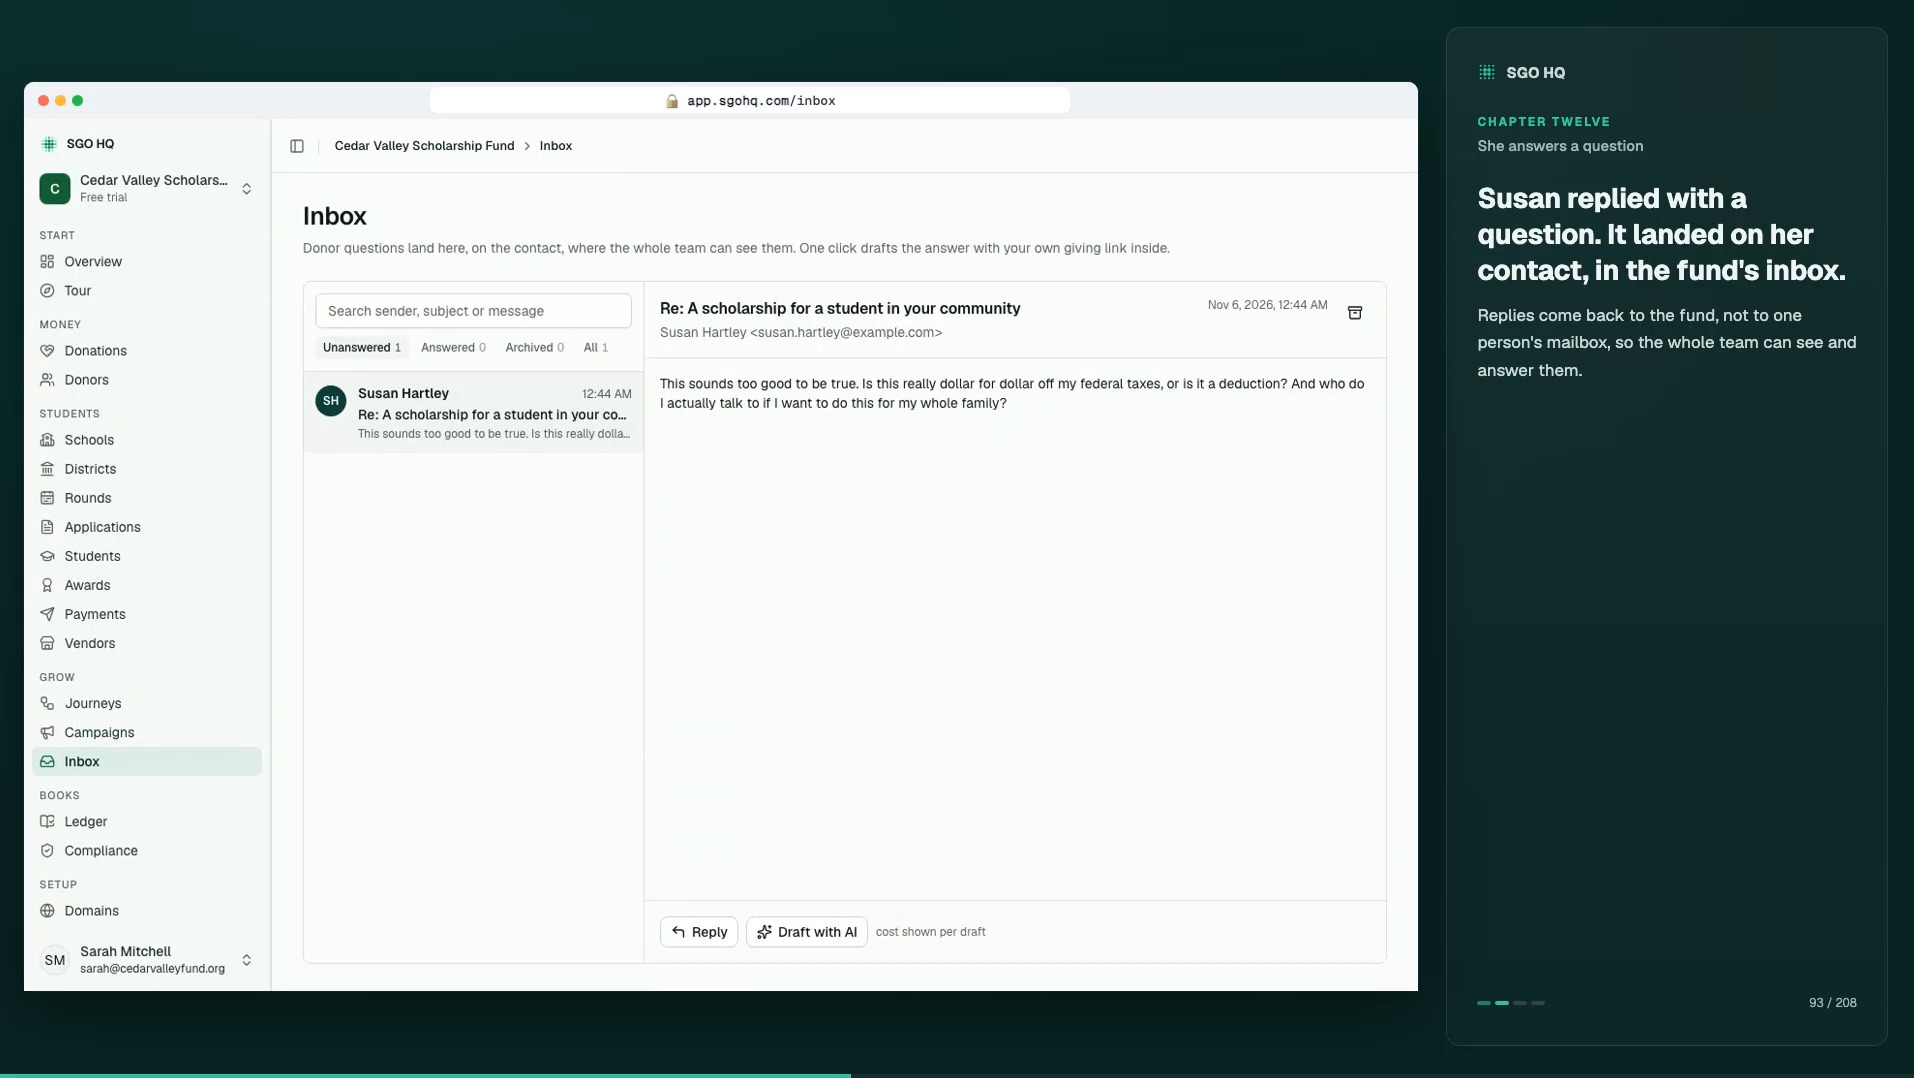 app.sgohq.com/inbox
SGO HQ
C
Cedar Valley Scholars...
Free trial
START
Overview
Tour
MONEY
Donations
Donors
STUDENTS
Schools
Districts
Rounds
Applications
Students
Awards
Payments
Vendors
GROW
Journeys
Campaigns
Inbox
BOOKS
Ledger
Compliance
SETUP
Domains
SM
Sarah Mitchell
sarah@cedarvalleyfund.org
Cedar Valley Scholarship Fund > Inbox
Inbox
Donor questions land here, on the contact, where the whole team can see them. One click drafts the answer with your own giving link inside.
Search sender, subject or message
Unanswered 1 Answered 0 Archived 0 All 1
SH
Susan Hartley 12:44 AM
Re: A scholarship for a student in your co...
This sounds too good to be true. Is this really dolla...
Re: A scholarship for a student in your community
Nov 6, 2026, 12:44 AM
Susan Hartley <susan.hartley@example.com>
This sounds too good to be true. Is this really dollar for dollar off my federal taxes, or is it a deduction? And who do
I actually talk to if I want to do this for my whole family?
Reply
Draft with AI
cost shown per draft
SGO HQ
CHAPTER TWELVE
She answers a question
Susan replied with a
question. It landed on her
contact, in the fund's inbox.
Replies come back to the fund, not to one
person's mailbox, so the whole team can see and
answer them.
93 / 208